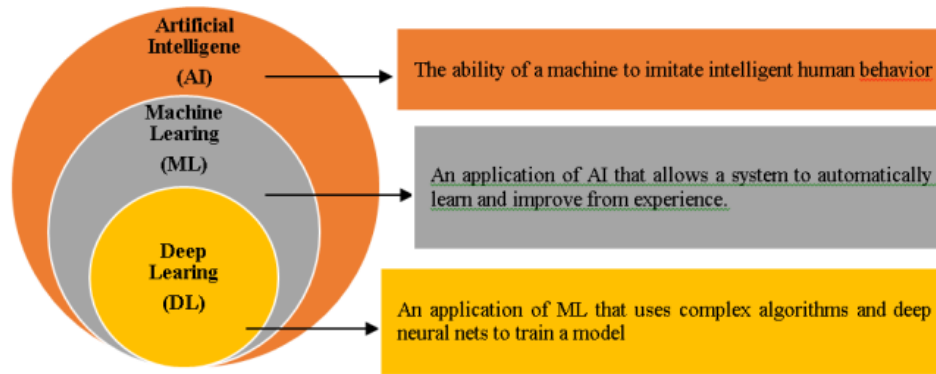 Artificial
Intelligene
(AI)
The ability of a machine to imitate intelligent human behavior
Machine
Learing
(ML)
An application of AI that allows a system to automatically
learn and improve from experience.
Deep
Learing
(DL)
An application of ML that uses complex algorithms and deep
neural nets to train a model